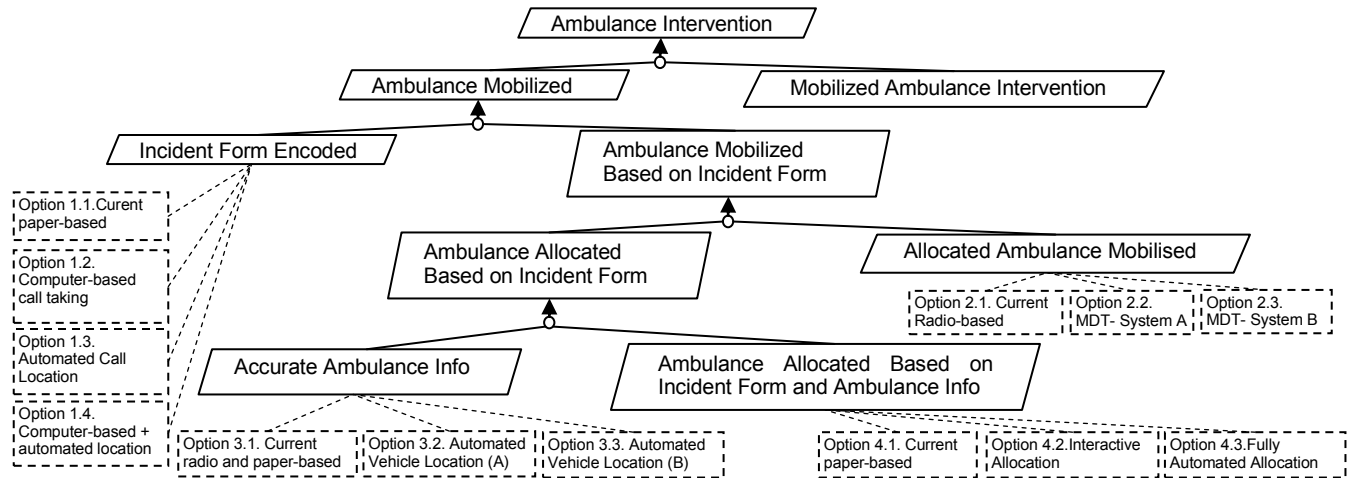 Ambulance Intervention
Ambulance Mobilized
Mobilized Ambulance Intervention
Incident Form Encoded
Ambulance Mobilized
Based on Incident Form
Option 1.1.Curent
paper-based
Option 1.2.
Computer-based
call taking
Option 1.3.
Automated Call
Location
Option 1.4.
Computer-based +
automated location
Ambulance Allocated
Based on Incident Form
Allocated Ambulance Mobilised
Option 2.1. Current
Radio-based
Option 2.2.
MDT- System A
Option 2.3.
MDT- System B
Accurate Ambulance Info
Ambulance Allocated Based on
Incident Form and Ambulance Info
Option 3.1. Current
radio and paper-based
Option 3.2. Automated
Vehicle Location (A)
Option 3.3. Automated
Vehicle Location (B)
Option 4.1. Current
paper-based
Option 4.2.Interactive
Allocation
Option 4.3.Fully
Automated Allocation